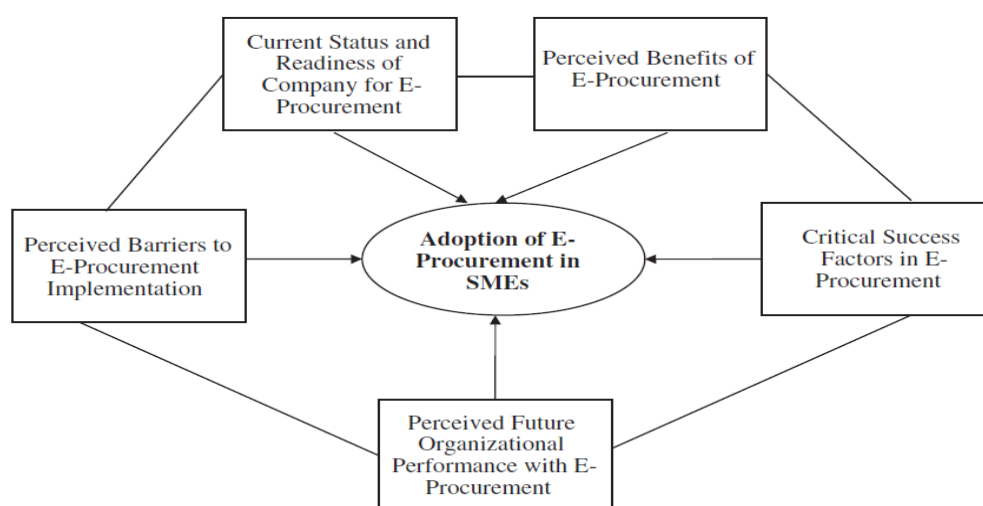 Current Status and
Readiness of
Company for E-
Procurement
Perceived Benefits of
E-Procurement
Perceived Barriers to
E-Procurement
Implementation
Adoption of E-
Procurement in
SMEs
Critical Success
Factors in E-
Procurement
Perceived Future
Organizational
Performance with E-
Procurement